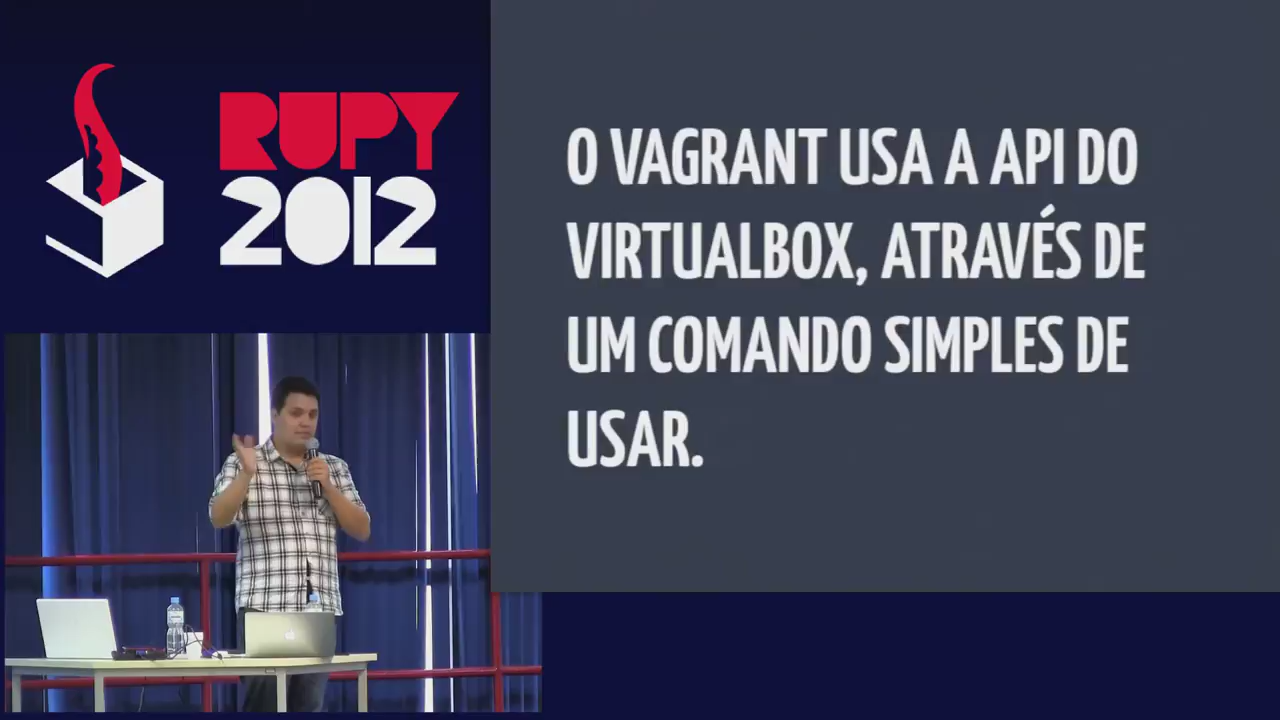 RUPY
2012
O VAGRANT USA A API DO
VIRTUALBOX, ATRAVÉS DE
UM COMANDO SIMPLES DE
USAR.